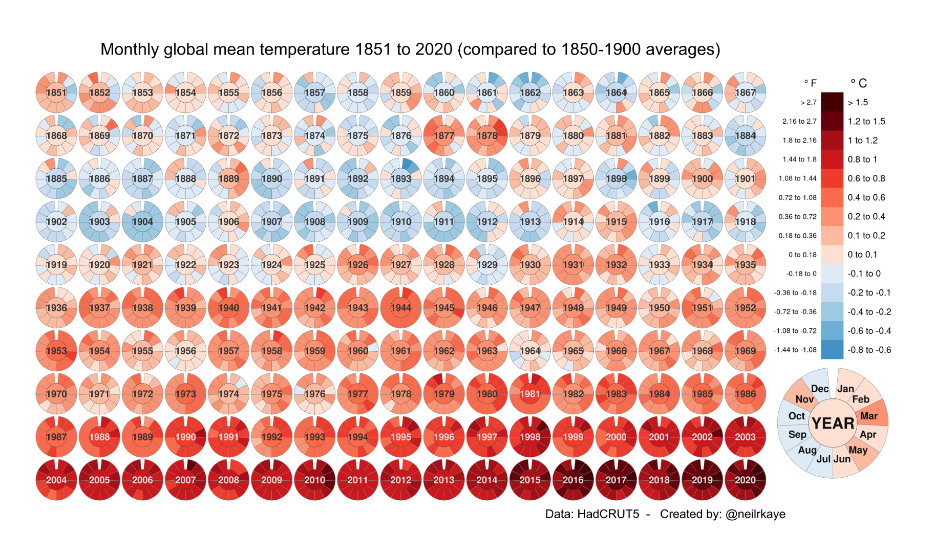 Monthly global mean temperature 1851 to 2020 (compared to 1850-1900 averages)
1851 1852 1853 1854 1855 1856 1857 1858 1859 1860 1861 1862 1863 1864 1865 1866 1867
1868 1869 1870 1871 1872 1873 1874 1875 1876 1877 1878 1879 1880 1881 1882 1883 1884
1885 1886 1887 1888 1889 1890 1891 1892 1893 1894 1895 1896 1897 1898 1899 1900 1901
1902 1903 1904 1905 1906 1907 1908 1909 1910 1911 1912 1913 1914 1915 1916 1917 1918
1919 1920 1921 1922 1923 1924 1925 1926 1927 1928 1929 1930 1931 1932 1933 1934 1935
1936 1937 1938 1939 1940 1941 1942 1943 1944 1945 1946 1947 1948 1949 1950 1951 1952
1953 1954 1955 1956 1957 1958 1959 1960 1961 1962 1963 1964 1965 1966 1967 1968 1969
1970 1971 1972 1973 1974 1975 1976 1977 1978 1979 1980 1981 1982 1983 1984 1985 1986
1987 1988 1989 1990 1991 1992 1993 1994 1995 1996 1997 1998 1999 2000 2001 2002 2003
2004 2005 2006 2007 2008 2009 2010 2011 2012 2013 2014 2015 2016 2017 2018 2019 2020
° F ° C
> 2.7 > 1.5
2.16 to 2.7 1.2 to 1.5
1.8 to 2.16 1 to 1.2
1.44 to 1.8 0.8 to 1
1.08 to 1.44 0.6 to 0.8
0.72 to 1.08 0.4 to 0.6
0.36 to 0.72 0.2 to 0.4
0.18 to 0.36 0.1 to 0.2
0 to 0.18 0 to 0.1
-0.18 to 0 -0.1 to 0
-0.36 to -0.18 -0.2 to -0.1
-0.72 to -0.36 -0.4 to -0.2
-1.08 to -0.72 -0.6 to -0.4
-1.44 to -1.08 -0.8 to -0.6
Dec Jan
Nov Feb
Oct YEAR Mar
Sep Apr
Aug May
Jul Jun
Data: HadCRUT5 - Created by: @neilrkaye